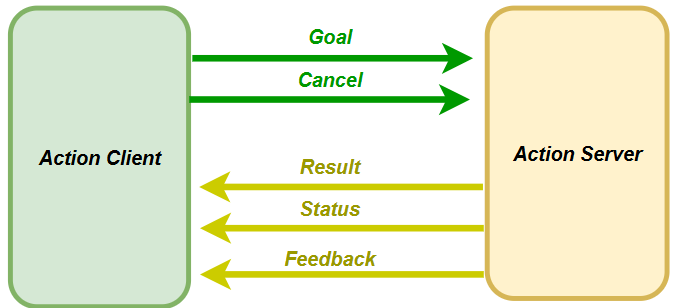 Goal
Cancel
Action Client
Action Server
Result
Status
Feedback